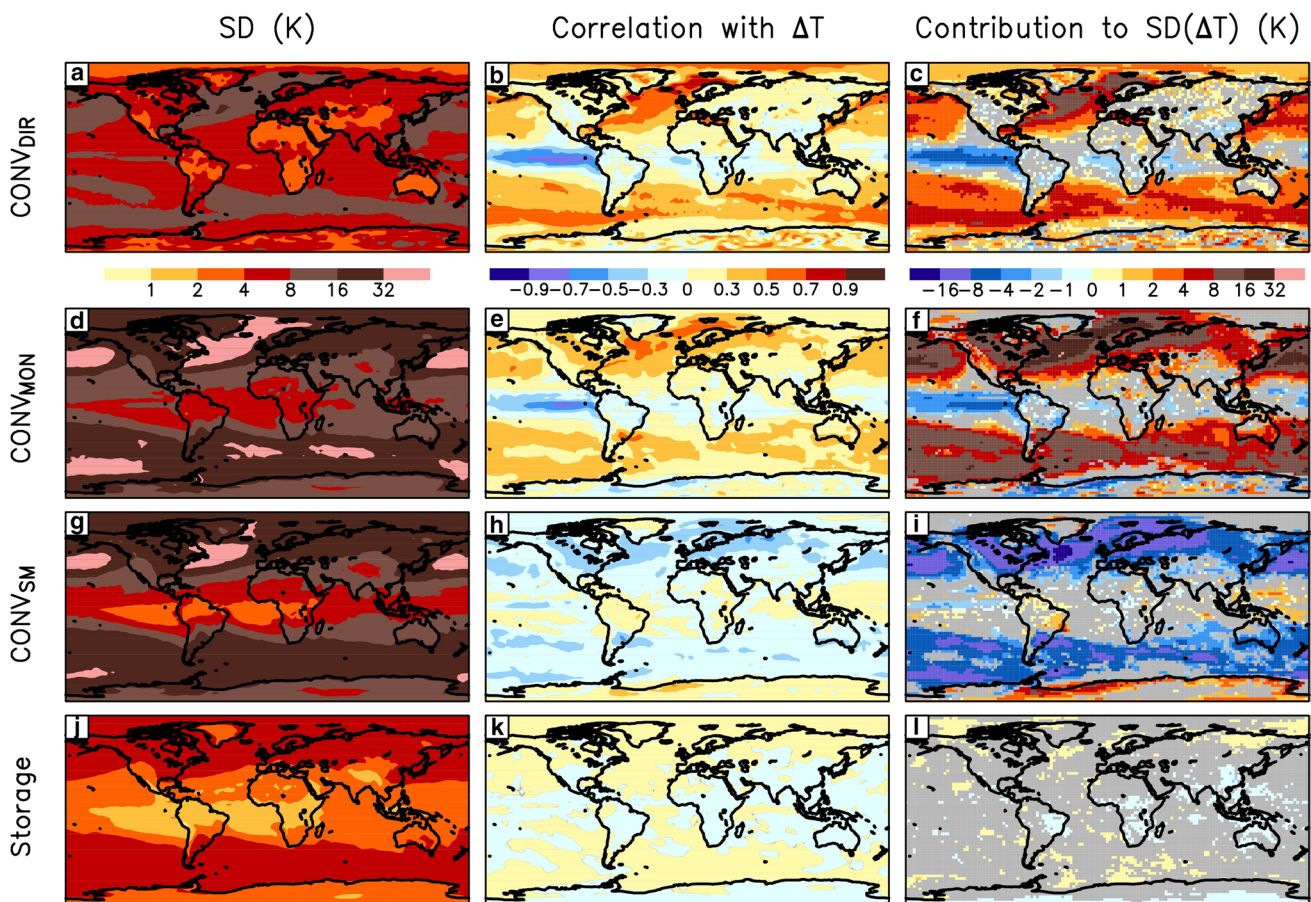 SD (K) Correlation with ΔT Contribution to SD(ΔT) (K)
CONV_DIR a b c
1 2 4 8 16 32 −0.9 −0.7 −0.5 −0.3 0 0.3 0.5 0.7 0.9 −16 −8 −4 −2 −1 0 1 2 4 8 16 32
CONV_MON d e f
CONV_SM g h i
Storage j k l